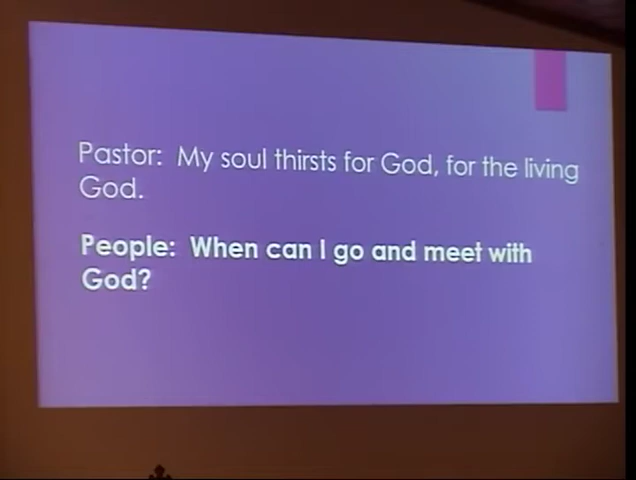 Pastor:  My soul thirsts for God, for the living
God.
People:  When can I go and meet with
God?